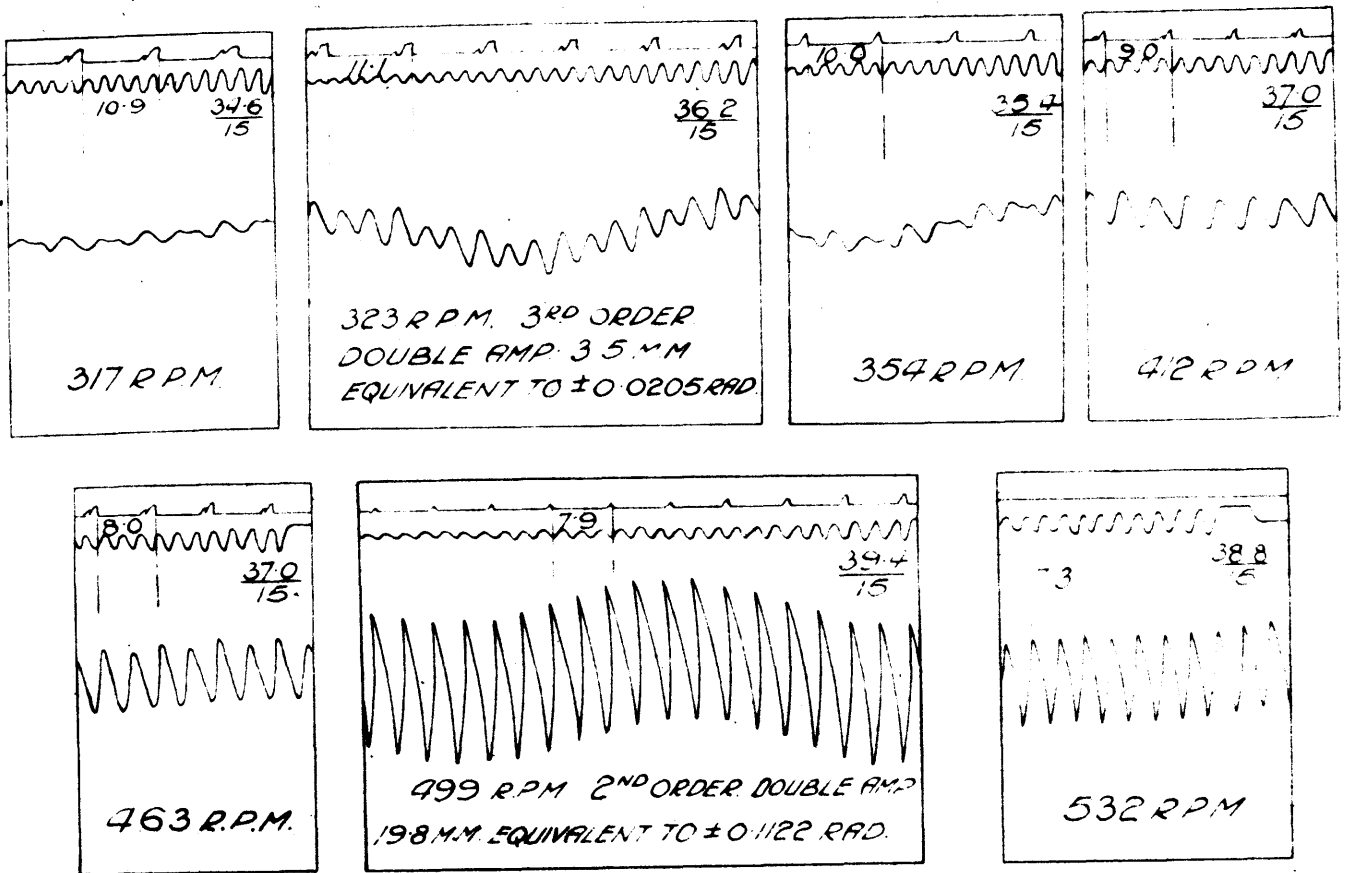 10·9
34·6
15
317 R.P.M.
11·1
36·2
15
323 R.P.M. 3RD ORDER
DOUBLE AMP. 3·5 MM
EQUIVALENT TO ±0·0205 RAD.
10·0
35·4
15
354 R.P.M.
9·0
37·0
15
412 R.P.M
8·0
37·0
15.
463 R.P.M.
7·9
39·4
15
499 R.P.M 2ND ORDER. DOUBLE AMP
19·8 M.M. EQUIVALENT TO ±0·1122 RAD.
38·8
15
532 R.P.M